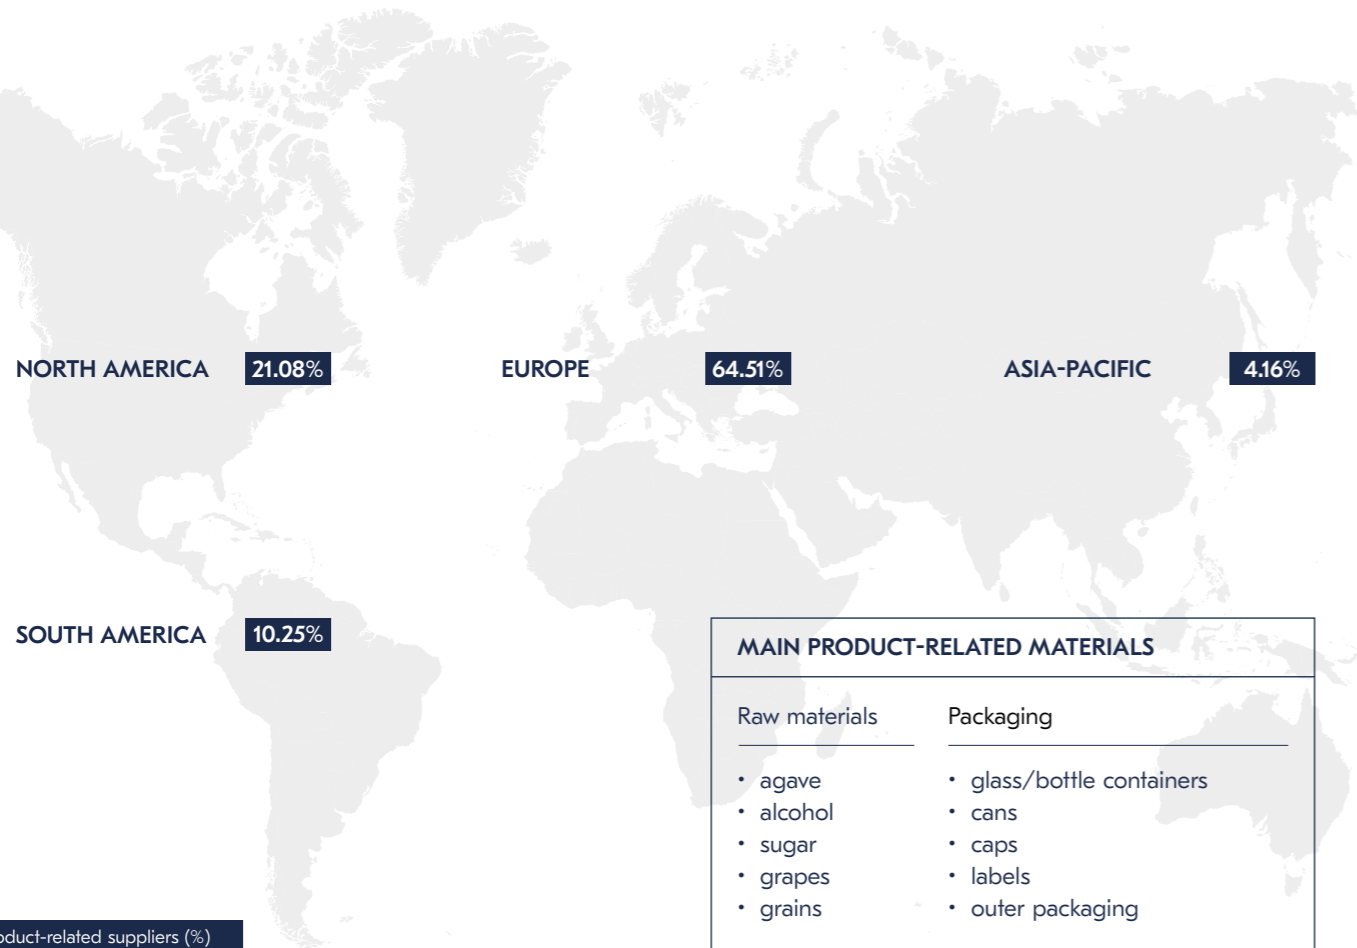 NORTH AMERICA 21.08% EUROPE 64.51% ASIA-PACIFIC 4.16%
SOUTH AMERICA 10.25%
MAIN PRODUCT-RELATED MATERIALS
Raw materials
• agave
• alcohol
• sugar
• grapes
• grains
Packaging
• glass/bottle containers
• cans
• caps
• labels
• outer packaging
oduct-related suppliers (%)